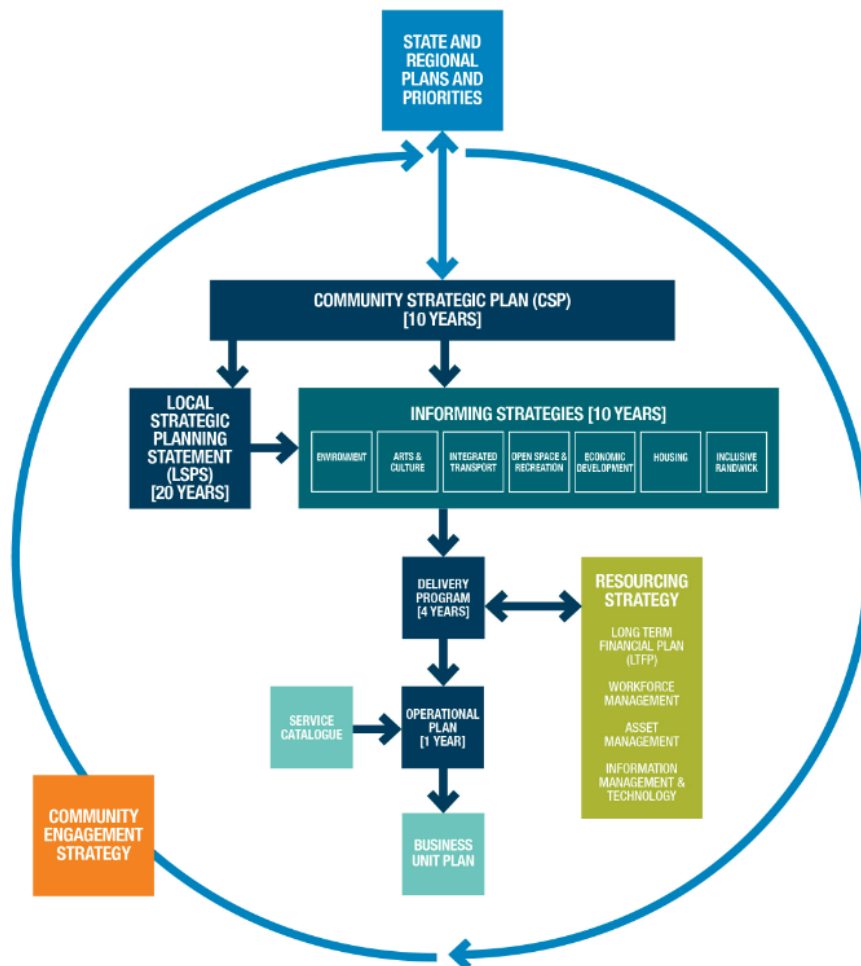 STATE AND
REGIONAL
PLANS AND
PRIORITIES
COMMUNITY STRATEGIC PLAN (CSP)
[10 YEARS]
LOCAL
STRATEGIC
PLANNING
STATEMENT
(LSPS)
[20 YEARS]
INFORMING STRATEGIES [10 YEARS]
ENVIRONMENT
ARTS &
CULTURE
INTEGRATED
TRANSPORT
OPEN SPACE &
RECREATION
ECONOMIC
DEVELOPMENT
HOUSING
INCLUSIVE
RANDWICK
DELIVERY
PROGRAM
[4 YEARS]
RESOURCING
STRATEGY
LONG TERM
FINANCIAL PLAN
(LTFP)
WORKFORCE
MANAGEMENT
ASSET
MANAGEMENT
INFORMATION
MANAGEMENT &
TECHNOLOGY
SERVICE
CATALOGUE
OPERATIONAL
PLAN
[1 YEAR]
COMMUNITY
ENGAGEMENT
STRATEGY
BUSINESS
UNIT PLAN